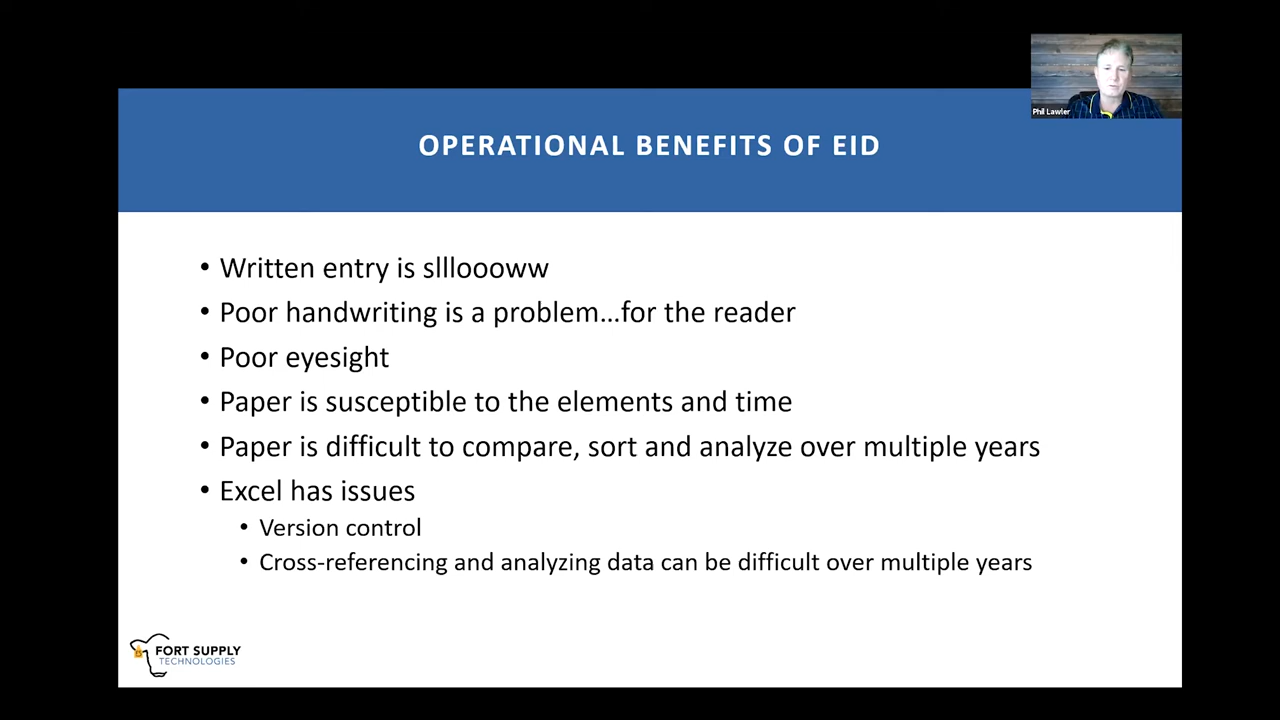 Phil Lawler
OPERATIONAL BENEFITS OF EID
• Written entry is sllloooww
• Poor handwriting is a problem...for the reader
• Poor eyesight
• Paper is susceptible to the elements and time
• Paper is difficult to compare, sort and analyze over multiple years
• Excel has issues
• Version control
• Cross-referencing and analyzing data can be difficult over multiple years
FORT SUPPLY
TECHNOLOGIES